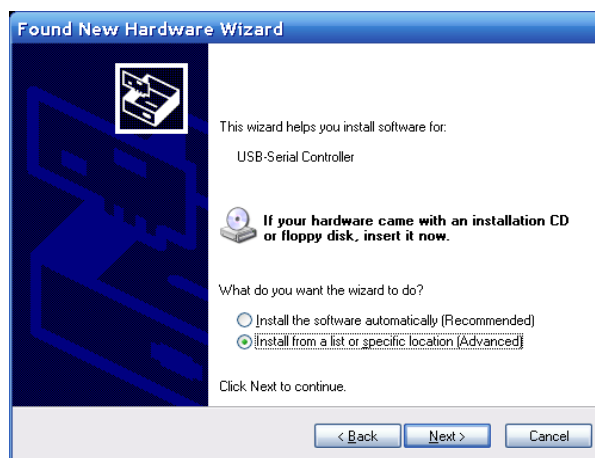 Found New Hardware Wizard
This wizard helps you install software for:
USB-Serial Controller
If your hardware came with an installation CD
or floppy disk, insert it now.
What do you want the wizard to do?
Install the software automatically (Recommended)
Install from a list or specific location (Advanced)
Click Next to continue.
< Back Next > Cancel